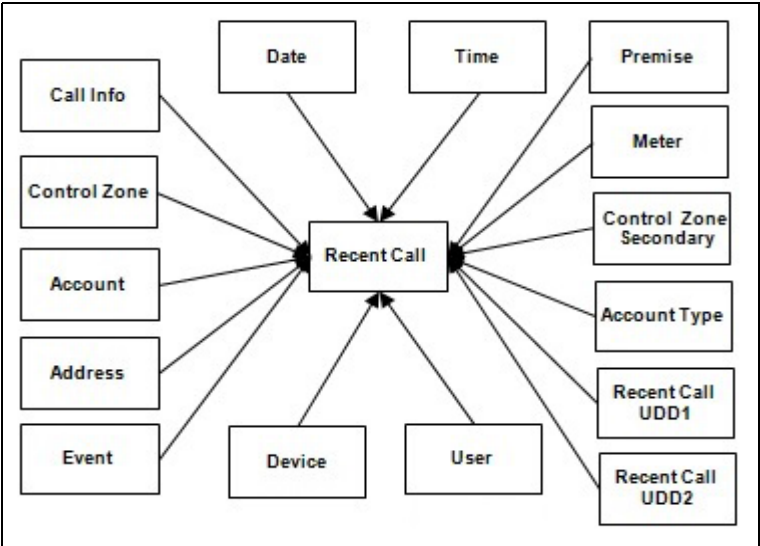 Date
Time
Premise
Call Info
Meter
Control Zone
Control Zone
Secondary
Recent Call
Account
Account Type
Address
Recent Call
UDD1
Event
Device
User
Recent Call
UDD2